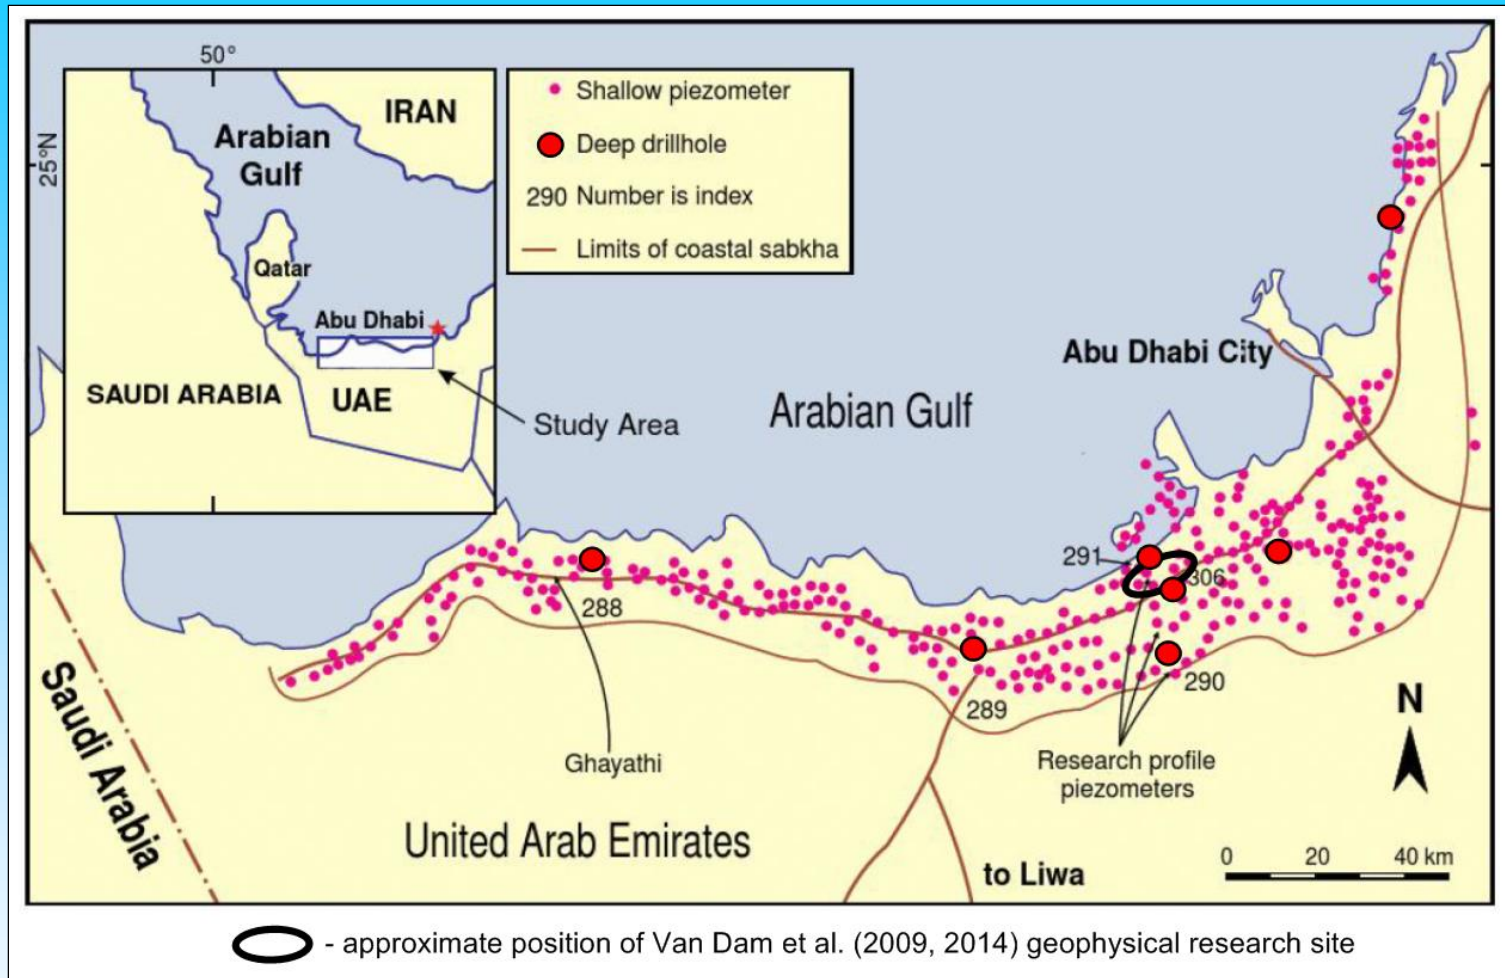 50°
25°N
IRAN
Arabian
Gulf
Qatar
Abu Dhabi
SAUDI ARABIA
UAE
Study Area
Shallow piezometer
Deep drillhole
290 Number is index
Limits of coastal sabkha
Abu Dhabi City
Arabian Gulf
291
306
288
290
289
Ghayathi
Research profile
piezometers
N
Saudi Arabia
United Arab Emirates
to Liwa
0 20 40 km
- approximate position of Van Dam et al. (2009, 2014) geophysical research site